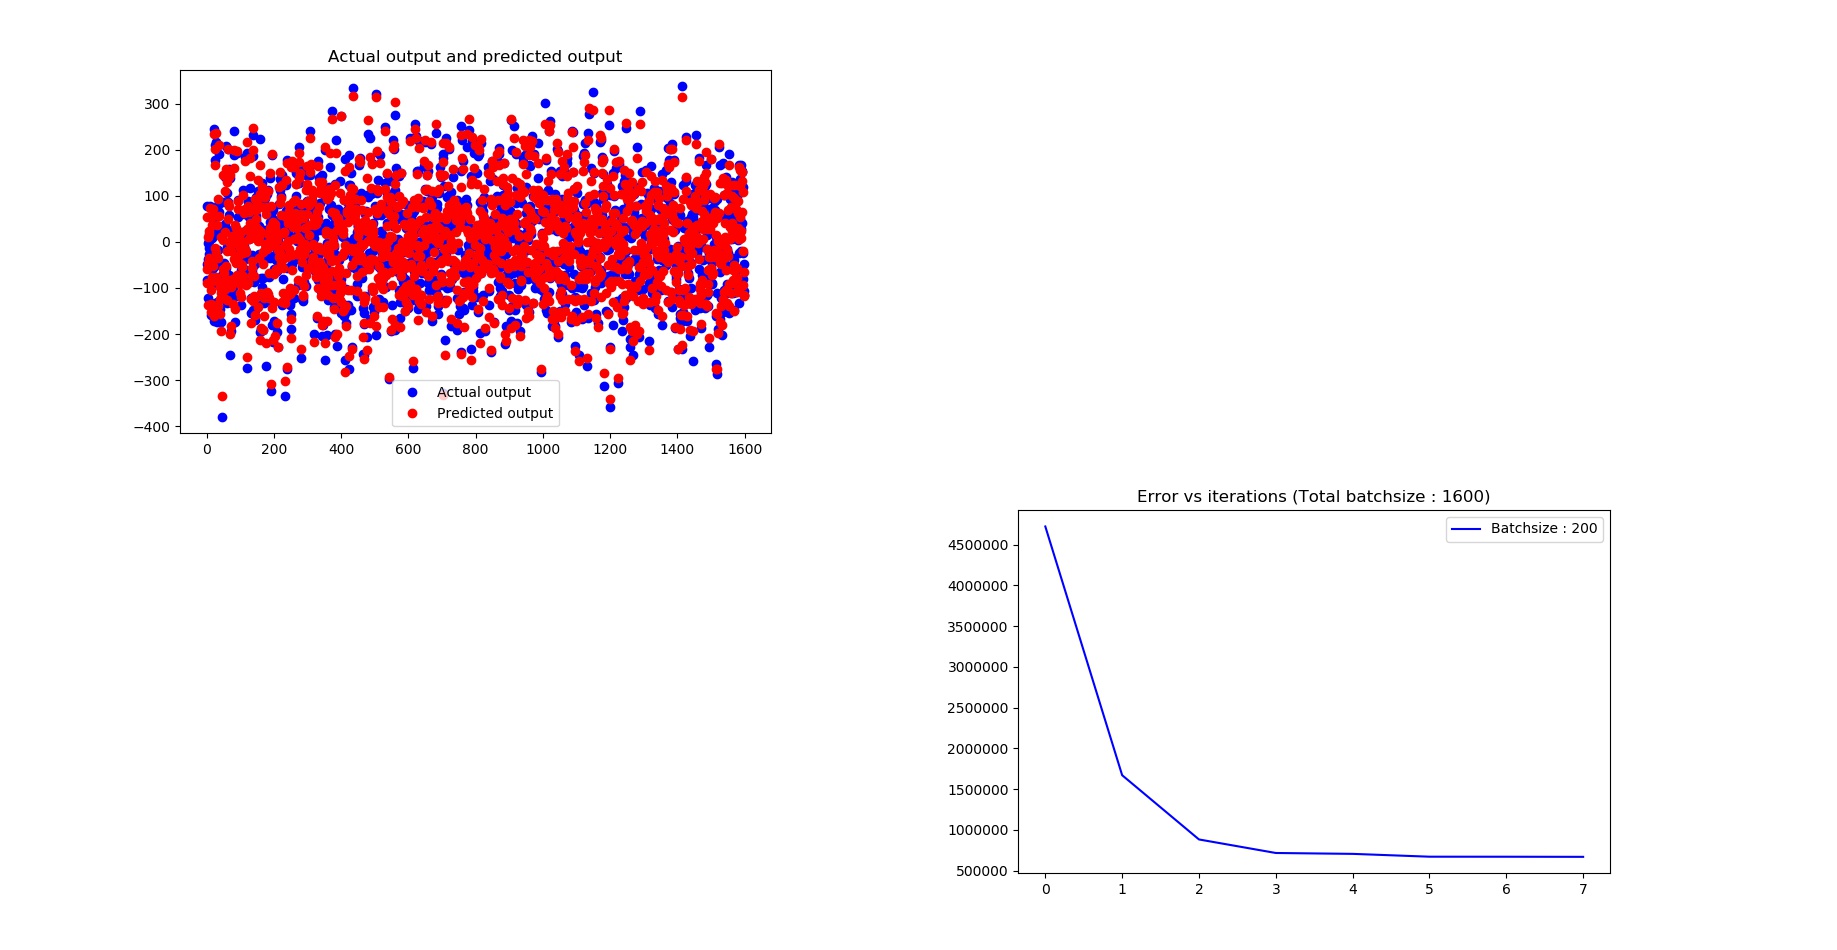 Actual output and predicted output
300
200
100
0
−100
−200
−300
−400
Actual output
Predicted output
0 200 400 600 800 1000 1200 1400 1600
Error vs iterations (Total batchsize : 1600)
Batchsize : 200
4500000
4000000
3500000
3000000
2500000
2000000
1500000
1000000
500000
0 1 2 3 4 5 6 7